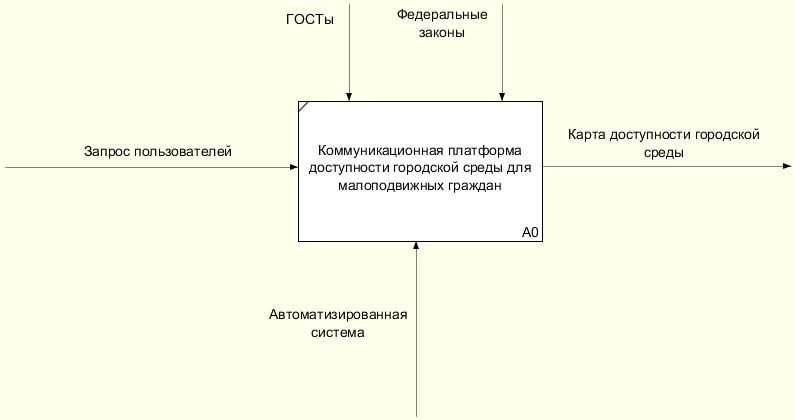 ГОСТы
Федеральные
законы
Запрос пользователей
Коммуникационная платформа
доступности городской среды для
малоподвижных граждан
А0
Карта доступности городской
среды
Автоматизированная
система